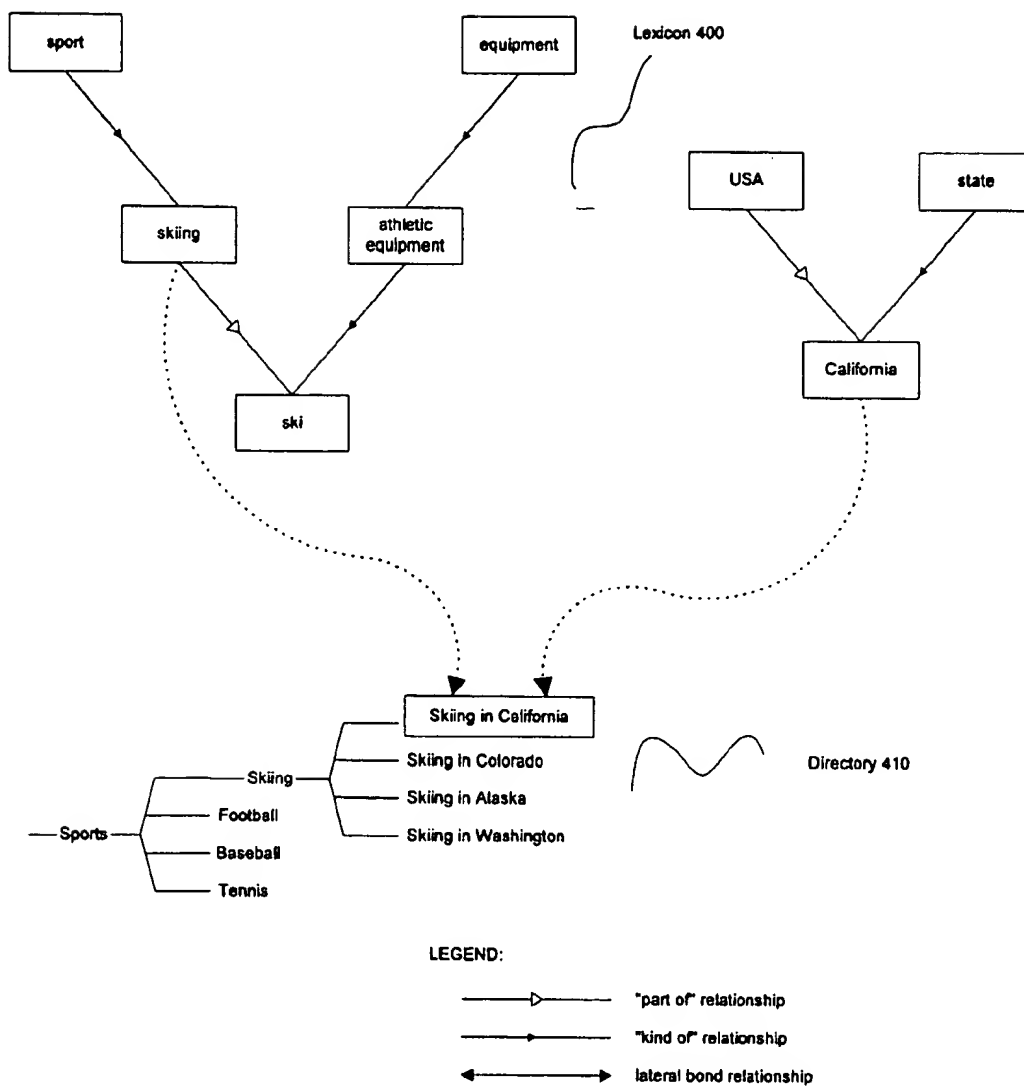 sport
equipment
Lexicon 400
USA
state
skiing
athletic
equipment
California
ski
Skiing in California
Skiing in Colorado
Directory 410
Skiing
Skiing in Alaska
Football
Skiing in Washington
Sports
Baseball
Tennis
LEGEND:
"part of" relationship
"kind of" relationship
lateral bond relationship